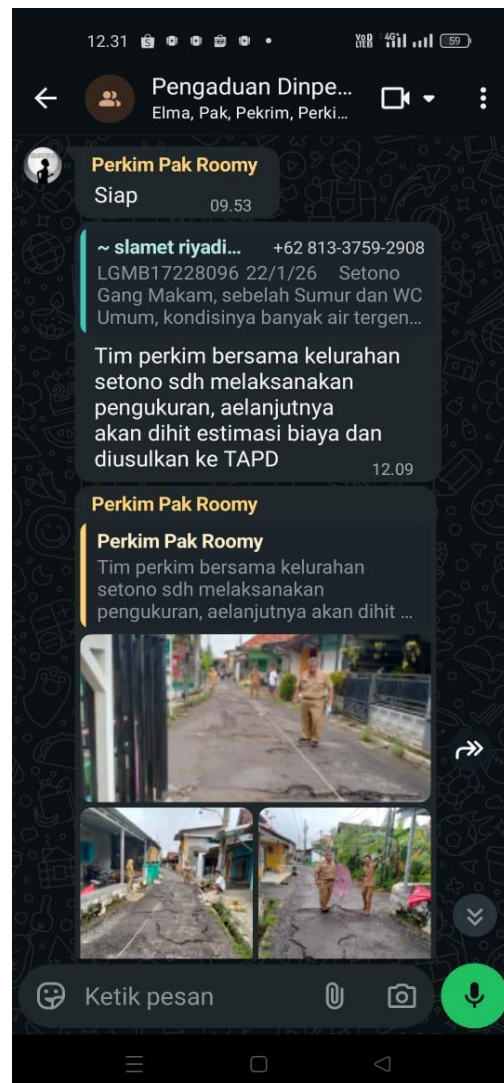 12.31
VoD LTE 4G 59
Pengaduan Dinpe...
Elma, Pak, Pekrim, Perki...
Perkim Pak Roomy
Siap
09.53
~ slamet riyadi... +62 813-3759-2908
LGMB17228096 22/1/26 Setono
Gang Makam, sebelah Sumur dan WC
Umum, kondisinya banyak air tergen...
Tim perkim bersama kelurahan
setono sdh melaksanakan
pengukuran, aelanjutnya
akan dihit estimasi biaya dan
diusulkan ke TAPD
12.09
Perkim Pak Roomy
Perkim Pak Roomy
Tim perkim bersama kelurahan
setono sdh melaksanakan
pengukuran, aelanjutnya akan dihit ...
Ketik pesan